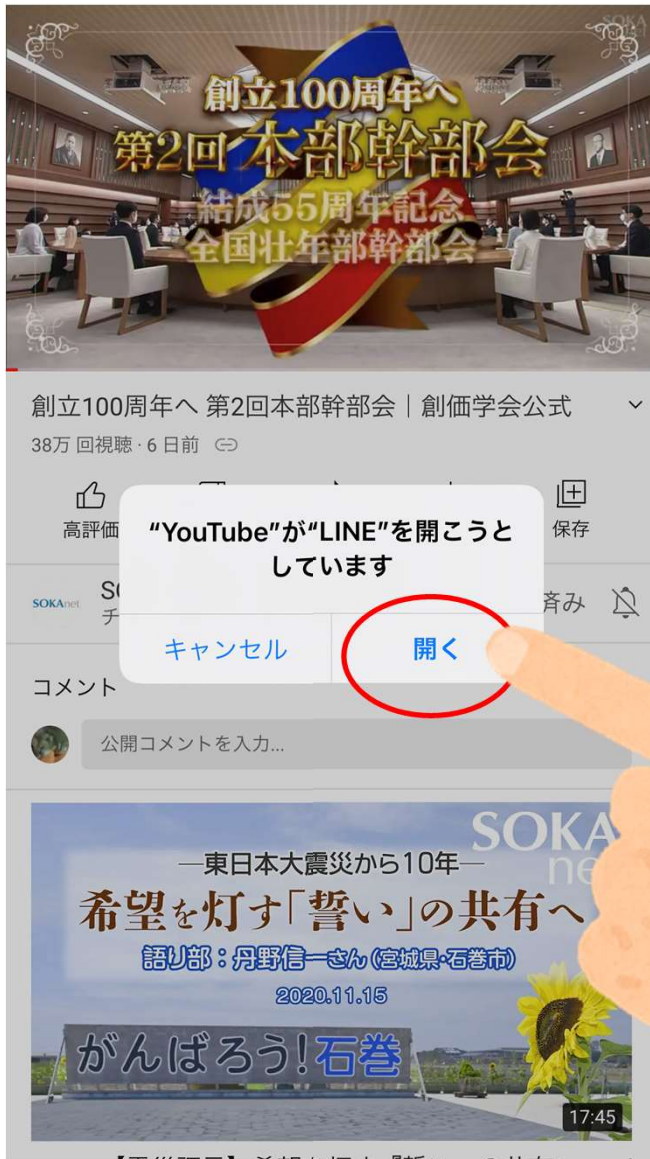 SOKA
創立100周年へ
第2回 本部幹部会
結成55周年記念
全国壮年部幹部会
創立100周年へ 第2回本部幹部会｜創価学会公式
38万 回視聴・6 日前
高評価
保存
"YouTube"が"LINE"を開こうと
しています
キャンセル
開く
SOKAnet
チ
済み
コメント
公開コメントを入力...
SOKA
net
―東日本大震災から10年―
希望を灯す「誓い」の共有へ
語り部：丹野信一さん（宮城県・石巻市）
2020.11.15
がんばろう!石巻
17:45